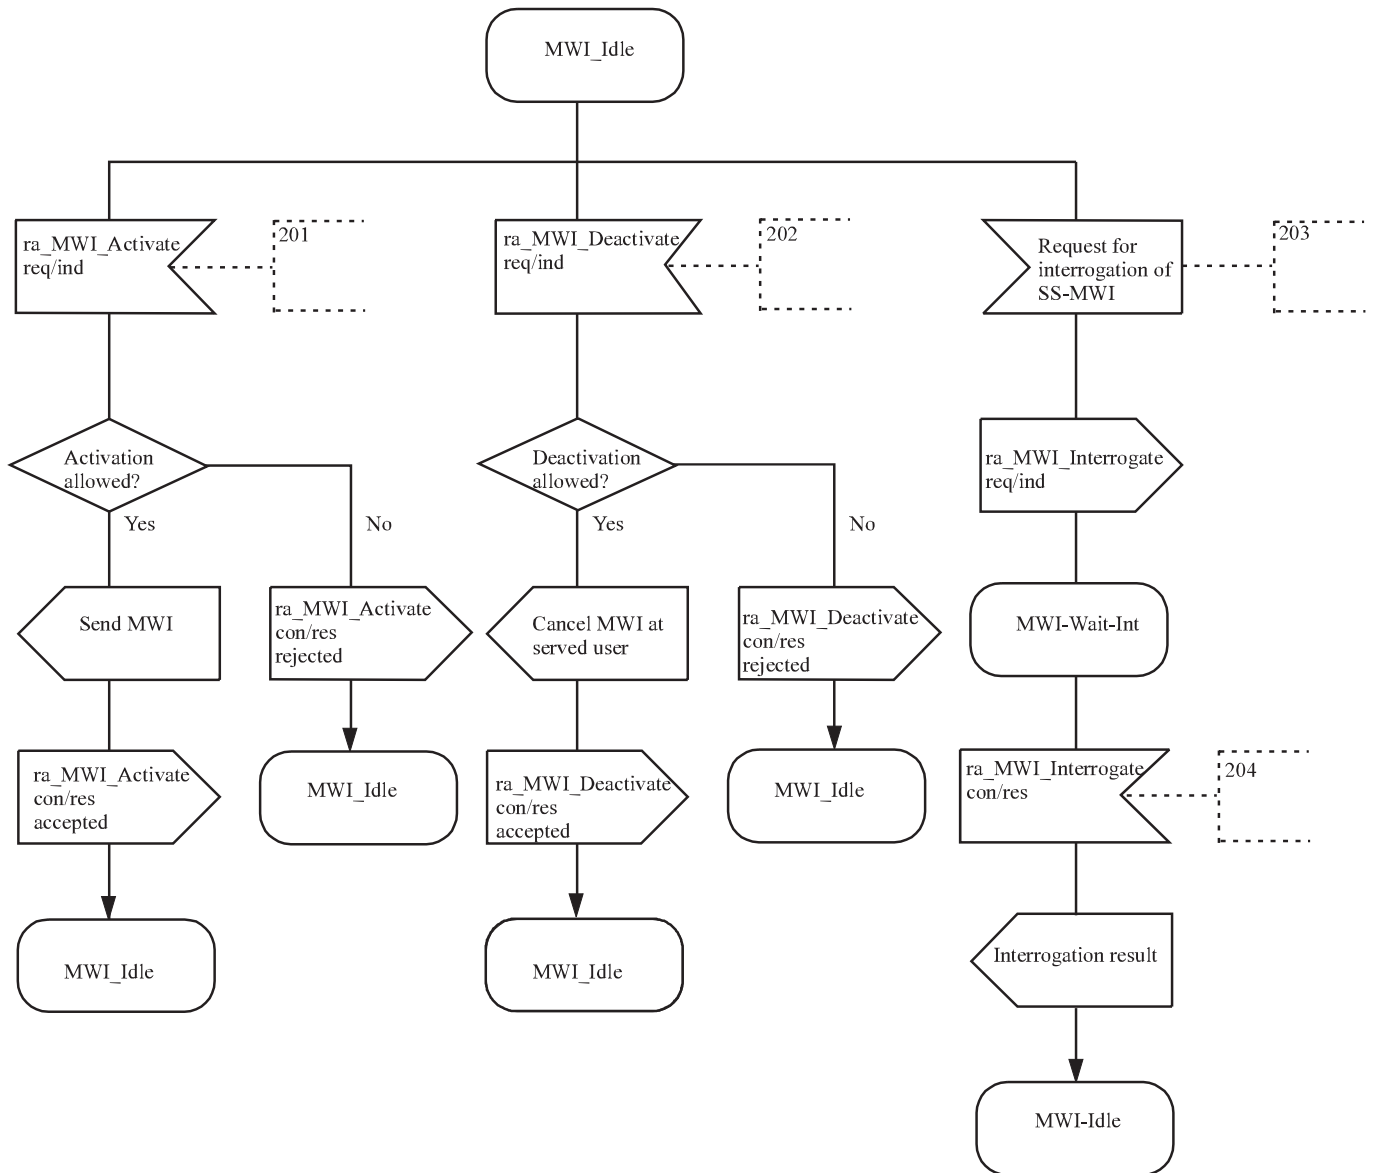 MWI_Idle
ra_MWI_Activate
req/ind
201
ra_MWI_Deactivate
req/ind
202
Request for
interrogation of
SS-MWI
203
Activation
allowed?
Yes
No
Deactivation
allowed?
Yes
No
ra_MWI_Interrogate
req/ind
Send MWI
ra_MWI_Activate
con/res
rejected
Cancel MWI at
served user
ra_MWI_Deactivate
con/res
rejected
MWI-Wait-Int
ra_MWI_Activate
con/res
accepted
MWI_Idle
ra_MWI_Deactivate
con/res
accepted
MWI_Idle
ra_MWI_Interrogate
con/res
204
MWI_Idle
MWI_Idle
Interrogation result
MWI-Idle